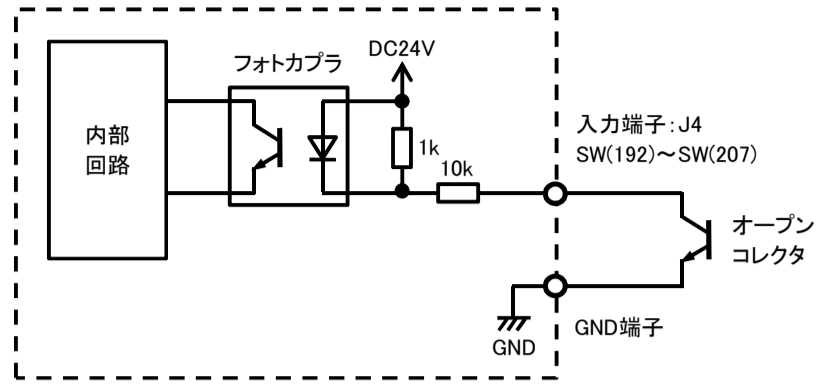 DC24V
フォトカプラ
内部
回路
1k
10k
入力端子：J4
SW(192)～SW(207)
オープン
コレクタ
GND端子
GND